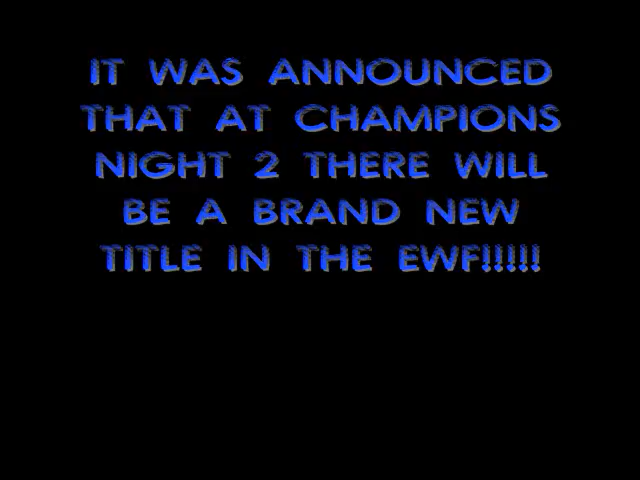 IT WAS ANNOUNCED
THAT AT CHAMPIONS
NIGHT 2 THERE WILL
BE A BRAND NEW
TITLE IN THE EWF!!!!!